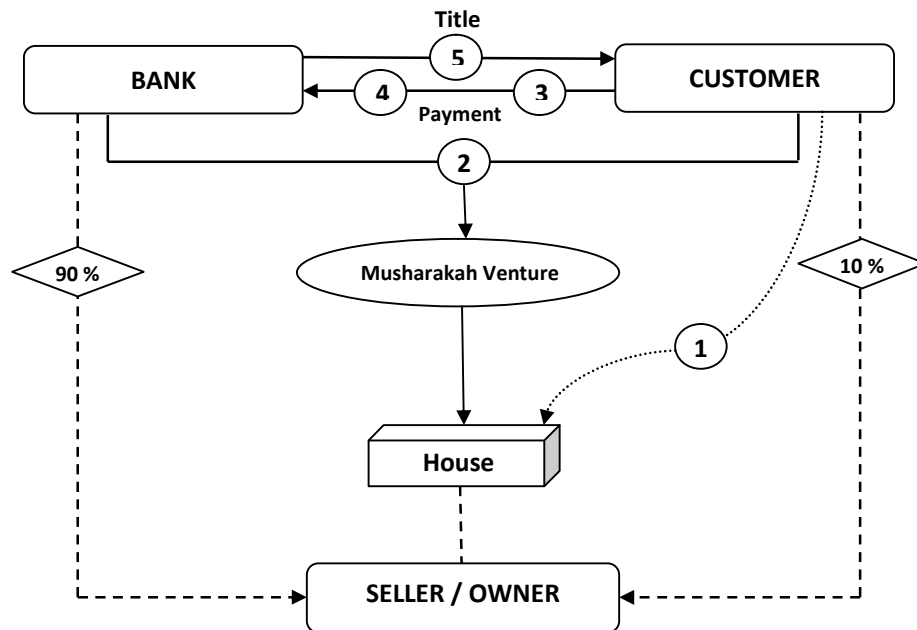 Title
5
BANK
CUSTOMER
4
3
Payment
2
90 %
Musharakah Venture
10 %
1
House
SELLER / OWNER